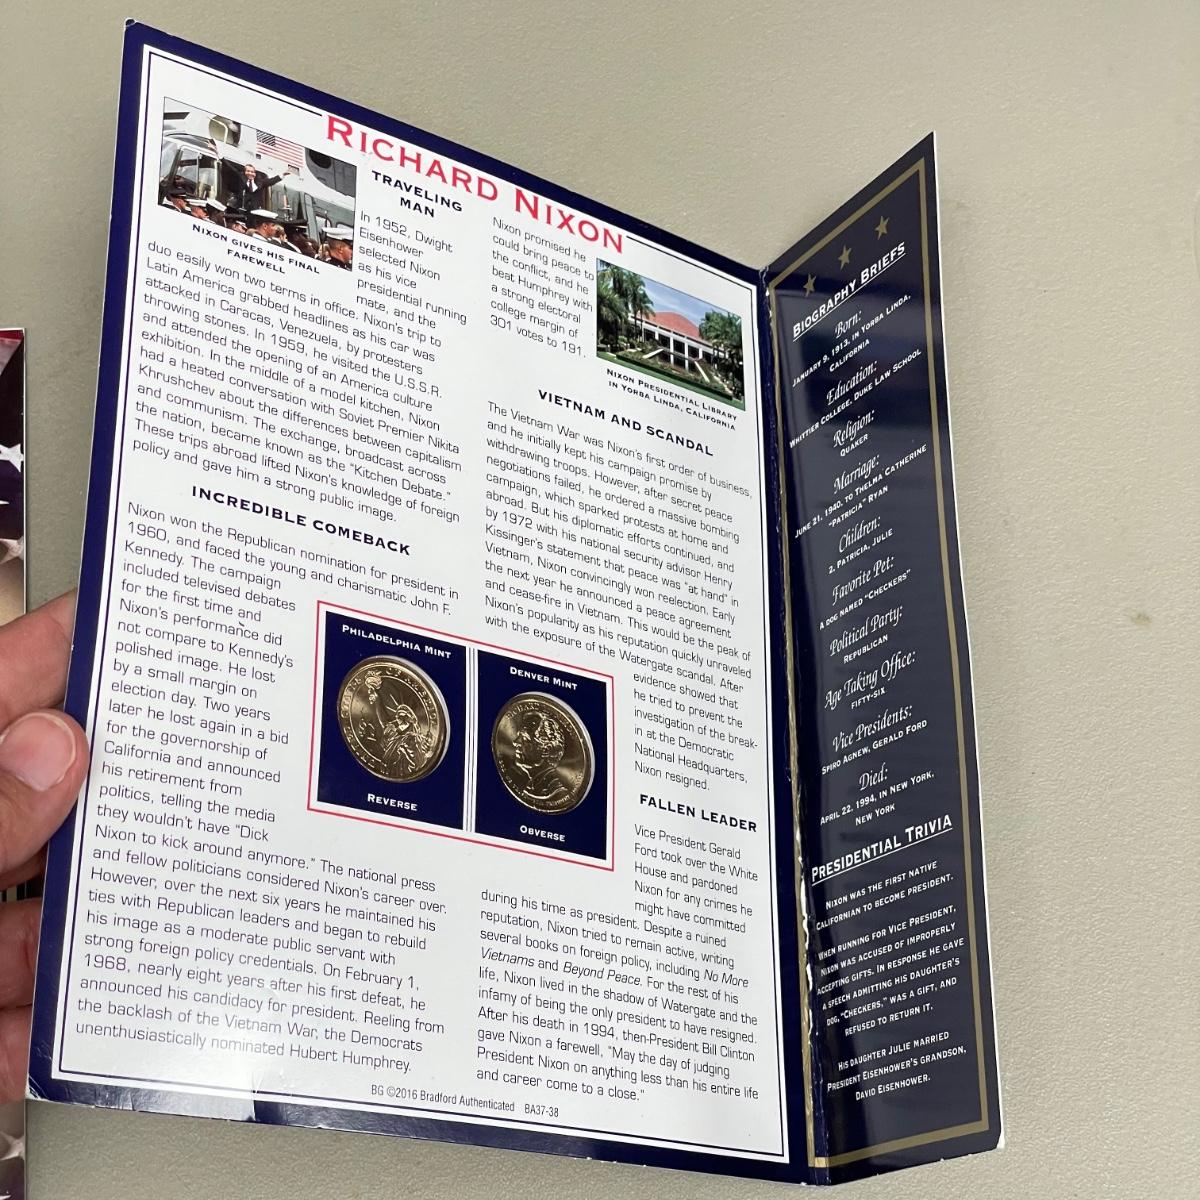 RICHARD NIXON
NIXON GIVES HIS FINAL
FAREWELL
TRAVELING
MAN
In 1952, Dwight
Eisenhower
selected Nixon
as his vice
presidential running
mate, and the
duo easily won two terms in office. Nixon's trip to
Latin America grabbed headlines as his car was
attacked in Caracas, Venezuela, by protesters
throwing stones. In 1959, he visited the U.S.S.R.
and attended the opening of an America culture
exhibition. In the middle of a model kitchen, Nixon
had a heated conversation with Soviet Premier Nikita
Khrushchev about the differences between capitalism
and communism. The exchange, broadcast across
the nation, became known as the "Kitchen Debate."
These trips abroad lifted Nixon's knowledge of foreign
policy and gave him a strong public image.
INCREDIBLE COMEBACK
Nixon won the Republican nomination for president in
1960, and faced the young and charismatic John F.
Kennedy. The campaign
included televised debates
for the first time and
Nixon's performance did
not compare to Kennedy's
polished image. He lost
by a small margin on
election day. Two years
later he lost again in a bid
for the governorship of
California and announced
his retirement from
politics, telling the media
they wouldn't have "Dick
Nixon to kick around anymore." The national press
and fellow politicians considered Nixon's career over.
However, over the next six years he maintained his
ties with Republican leaders and began to rebuild
his image as a moderate public servant with
strong foreign policy credentials. On February 1,
1968, nearly eight years after his first defeat, he
announced his candidacy for president. Reeling from
the backlash of the Vietnam War, the Democrats
unenthusiastically nominated Hubert Humphrey.
Nixon promised he
could bring peace to
the conflict, and he
beat Humphrey with
a strong electoral
college margin of
301 votes to 191.
NIXON PRESIDENTIAL LIBRARY
IN YORBA LINDA, CALIFORNIA
VIETNAM AND SCANDAL
The Vietnam War was Nixon's first order of business,
and he initially kept his campaign promise by
withdrawing troops. However, after secret peace
negotiations failed, he ordered a massive bombing
campaign, which sparked protests at home and
abroad. But his diplomatic efforts continued, and
by 1972 with his national security advisor Henry
Kissinger's statement that peace was "at hand" in
Vietnam, Nixon convincingly won reelection. Early
the next year he announced a peace agreement
and cease-fire in Vietnam. This would be the peak of
Nixon's popularity as his reputation quickly unraveled
with the exposure of the Watergate scandal. After
evidence showed that
he tried to prevent the
investigation of the break-
in at the Democratic
National Headquarters,
Nixon resigned.
PHILADELPHIA MINT
REVERSE
DENVER MINT
OBVERSE
FALLEN LEADER
Vice President Gerald
Ford took over the White
House and pardoned
Nixon for any crimes he
might have committed
during his time as president. Despite a ruined
reputation, Nixon tried to remain active, writing
several books on foreign policy, including No More
Vietnams and Beyond Peace. For the rest of his
life, Nixon lived in the shadow of Watergate and the
infamy of being the only president to have resigned.
After his death in 1994, then-President Bill Clinton
gave Nixon a farewell, "May the day of judging
President Nixon on anything less than his entire life
and career come to a close."
BG ©2016 Bradford Authenticated BA37-38
BIOGRAPHY BRIEFS
Born:
JANUARY 9, 1913, IN YORBA LINDA,
CALIFORNIA
Education:
WHITTIER COLLEGE, DUKE LAW SCHOOL
Religion:
QUAKER
Marriage:
JUNE 21, 1940, TO THELMA CATHERINE
"PATRICIA" RYAN
Children:
2, PATRICIA, JULIE
Favorite Pet:
A DOG NAMED "CHECKERS"
Political Party:
REPUBLICAN
Age Taking Office:
FIFTY-SIX
Vice Presidents:
SPIRO AGNEW, GERALD FORD
Died:
APRIL 22, 1994, IN NEW YORK,
NEW YORK
PRESIDENTIAL TRIVIA
NIXON WAS THE FIRST NATIVE
CALIFORNIAN TO BECOME PRESIDENT.
WHEN RUNNING FOR VICE PRESIDENT,
NIXON WAS ACCUSED OF IMPROPERLY
ACCEPTING GIFTS. IN RESPONSE HE GAVE
A SPEECH ADMITTING HIS DAUGHTER'S
DOG, "CHECKERS," WAS A GIFT, AND
REFUSED TO RETURN IT.
HIS DAUGHTER JULIE MARRIED
PRESIDENT EISENHOWER'S GRANDSON,
DAVID EISENHOWER.